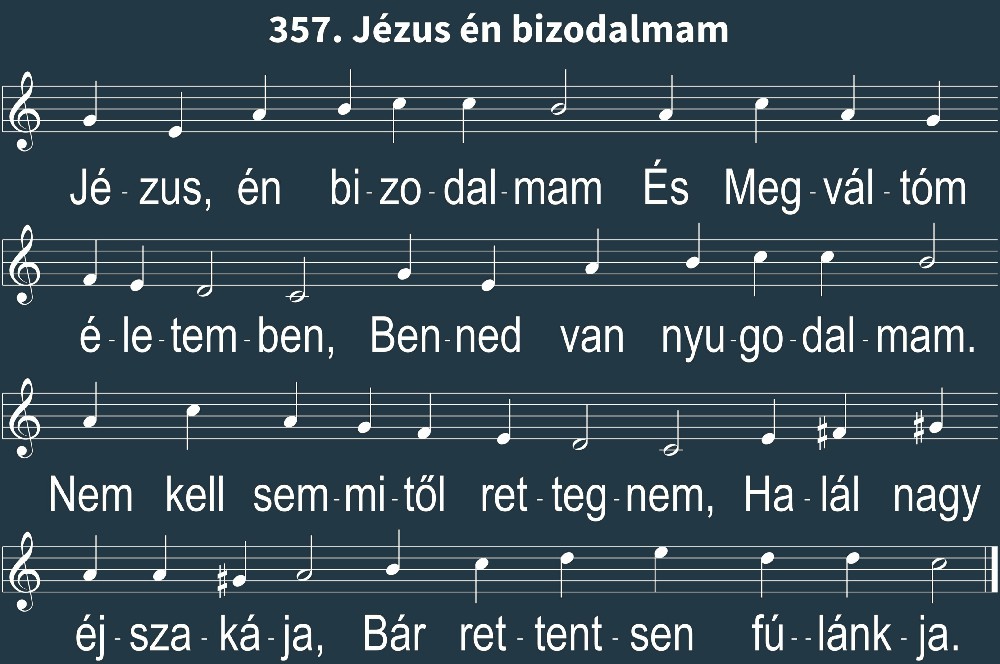 357. Jézus én bizodalmam
Jé - zus, én bi - zo - dal - mam És Meg - vál - tóm
é - le - tem - ben, Ben - ned van nyu - go - dal - mam.
Nem kell sem - mi - től ret - teg - nem, Ha - lál nagy
éj - sza - ká - ja, Bár ret - tent - sen fú - - lánk - ja.